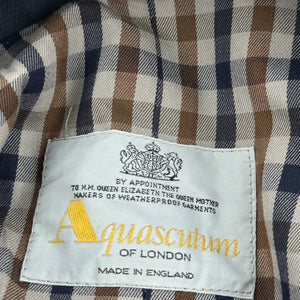 BY APPOINTMENT
TO H.M. QUEEN ELIZABETH THE QUEEN MOTHER
MAKERS OF WEATHERPROOF GARMENTS
Aquascutum
OF LONDON
MADE IN ENGLAND